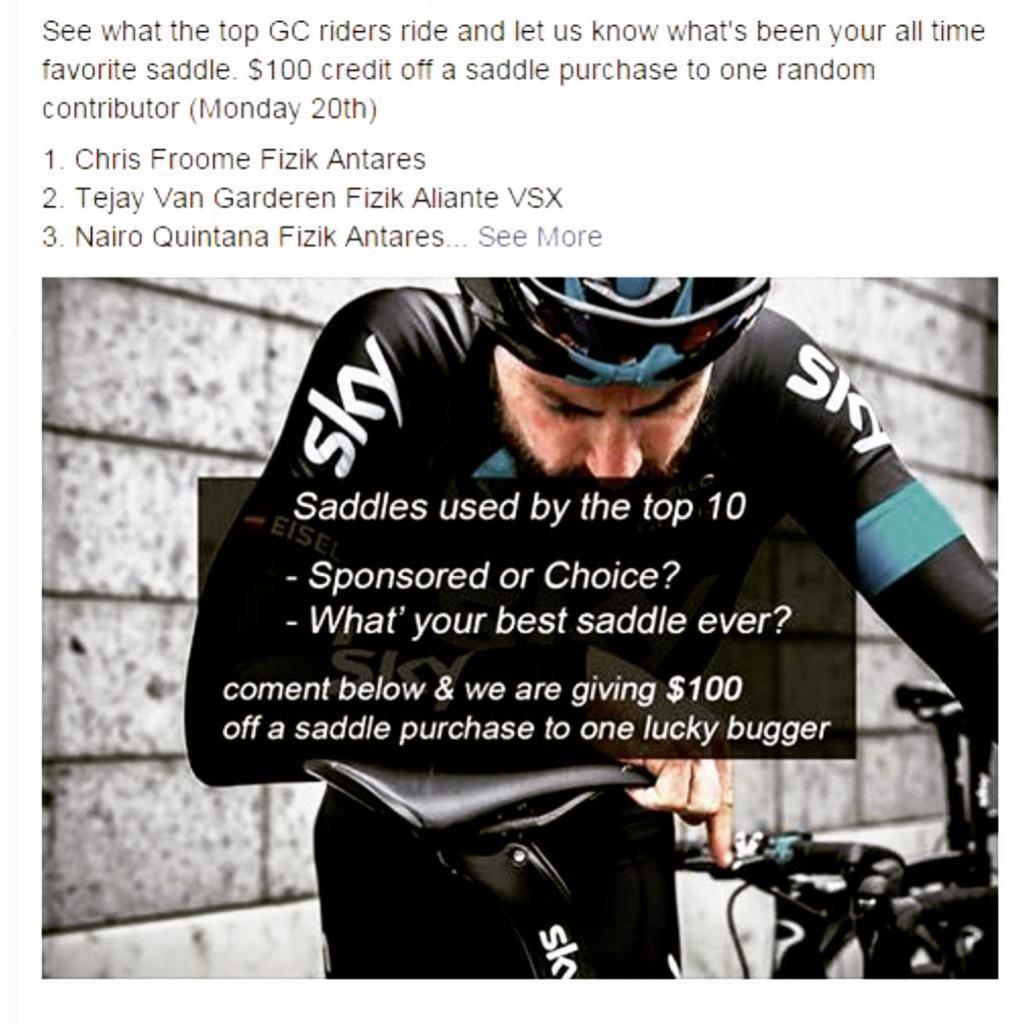 See what the top GC riders ride and let us know what's been your all time
favorite saddle. $100 credit off a saddle purchase to one random
contributor (Monday 20th)
1. Chris Froome Fizik Antares
2. Tejay Van Garderen Fizik Aliante VSX
3. Nairo Quintana Fizik Antares... See More
sky
sky
Saddles used by the top 10
EISEL
- Sponsored or Choice?
- What' your best saddle ever?
sky
coment below & we are giving $100
off a saddle purchase to one lucky bugger
sky